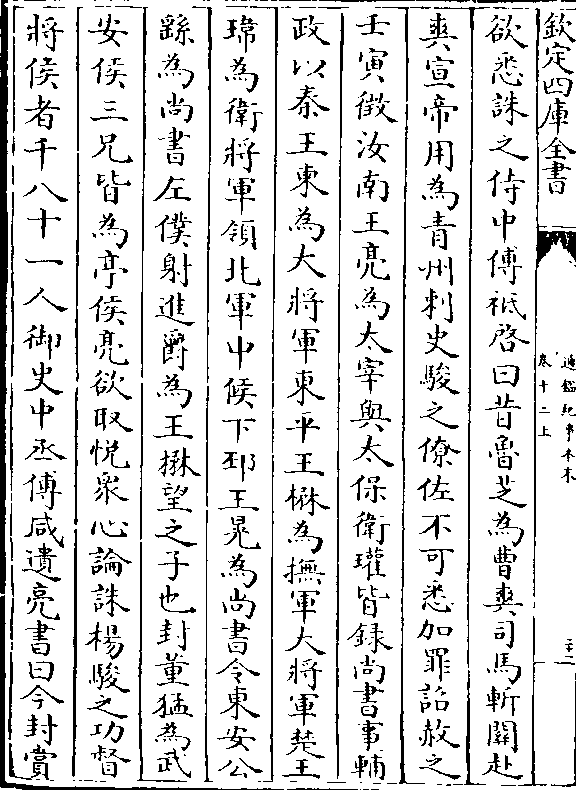 欽定四庫全書
通鑑紀事本末
卷十二上
欲悉誅之侍中傅祗啓曰昔魯芝為曹爽司馬斬關赴
爽宣帝用為青州刺史駿之僚佐不可悉加罪詔赦之
壬寅徴汝南王亮為太宰與太保衛瓘皆録尚書事輔
政以秦王柬為大將軍東平王楙為撫軍大將軍楚王
瑋為衛將軍領北軍中候下邳王晃為尚書令東安公
繇為尚書左僕射進爵為王楙望之子也封董猛為武
安侯三兄皆為亭侯亮欲取悦衆心論誅楊駿之功督
將侯者千八十一人御史中丞傅咸遺亮書曰今封賞